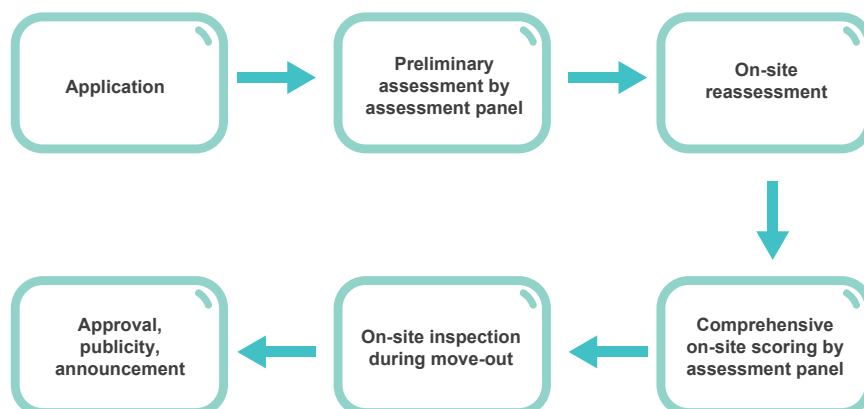 Application
Preliminary
assessment by
assessment panel
On-site
reassessment
Comprehensive
on-site scoring by
assessment panel
On-site inspection
during move-out
Approval,
publicity,
announcement